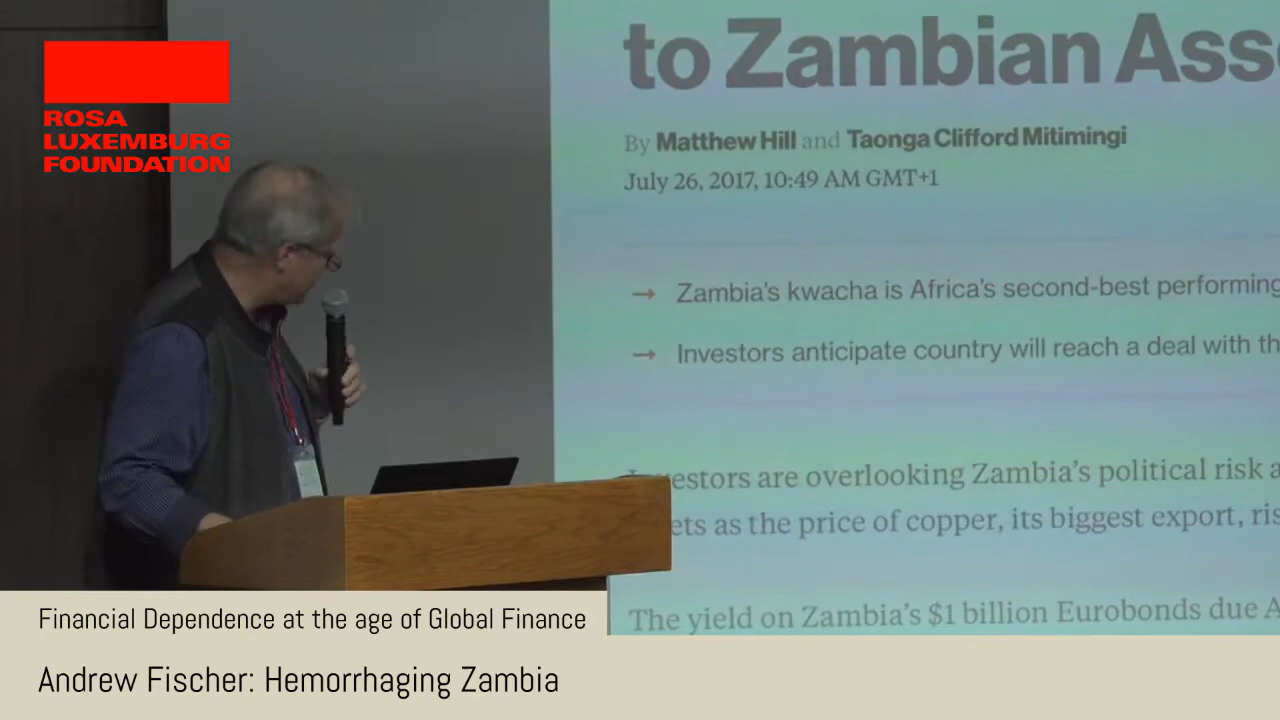 ROSA
LUXEMBURG
FOUNDATION
to Zambian
By Matthew Hill and Taonga Clifford Mitimingi
July 26, 2017, 10:49 AM GMT+1
→ Zambia's kwacha is Africa's second-best performing
→ Investors anticipate country will reach a deal with
estors are overlooking Zambia's political risk
ets as the price of copper, its biggest export,
The yield on Zambia's $1 billion Eurobonds due
Financial Dependence at the age of Global Finance
Andrew Fischer: Hemorrhaging Zambia